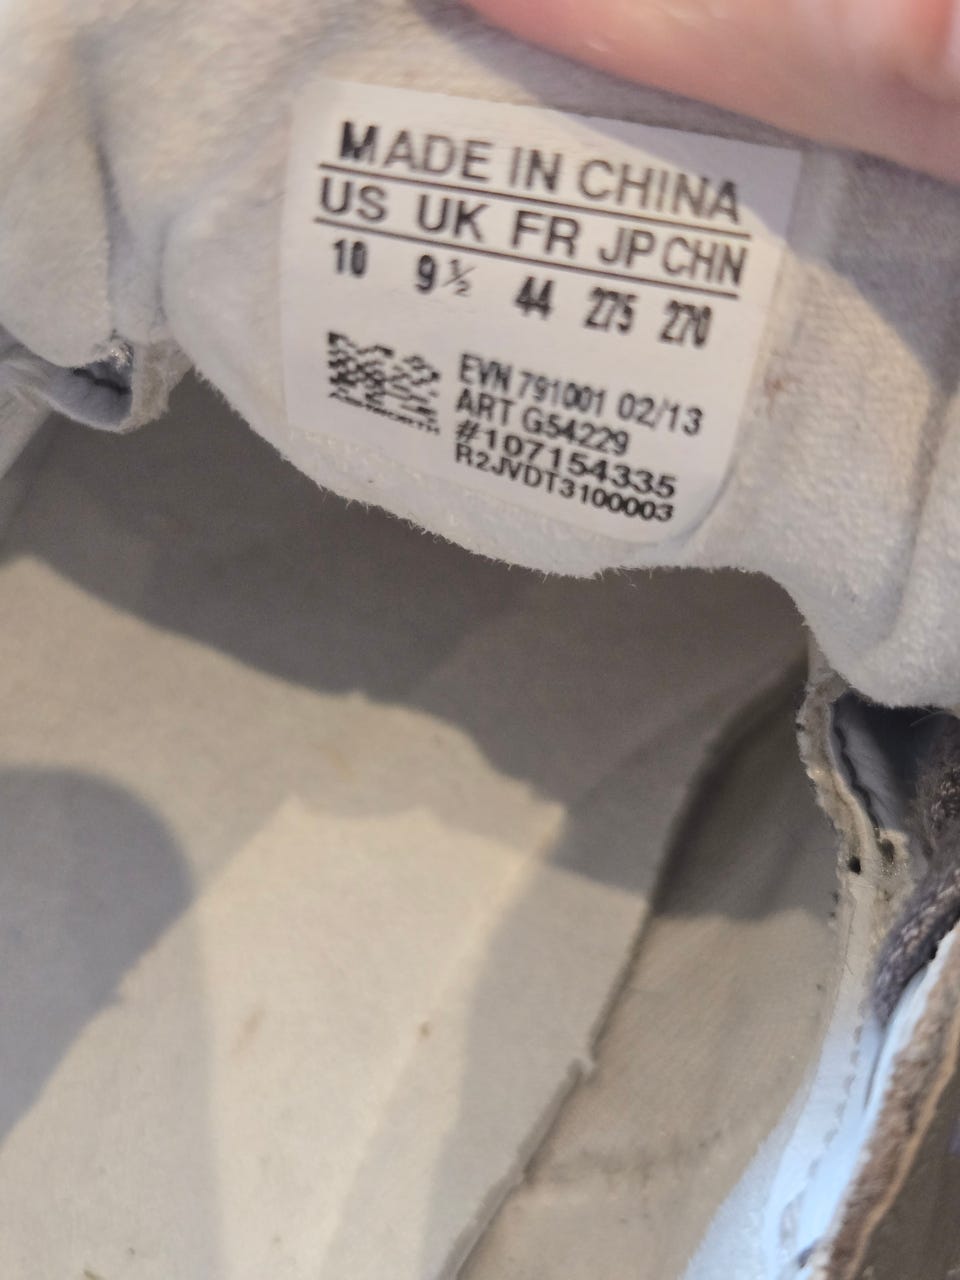 MADE IN CHINA
US UK FR JP CHN
10 9½ 44 275 270
EVN 791001 02/13
ART G54229
#107154335
R2JVDT3100003